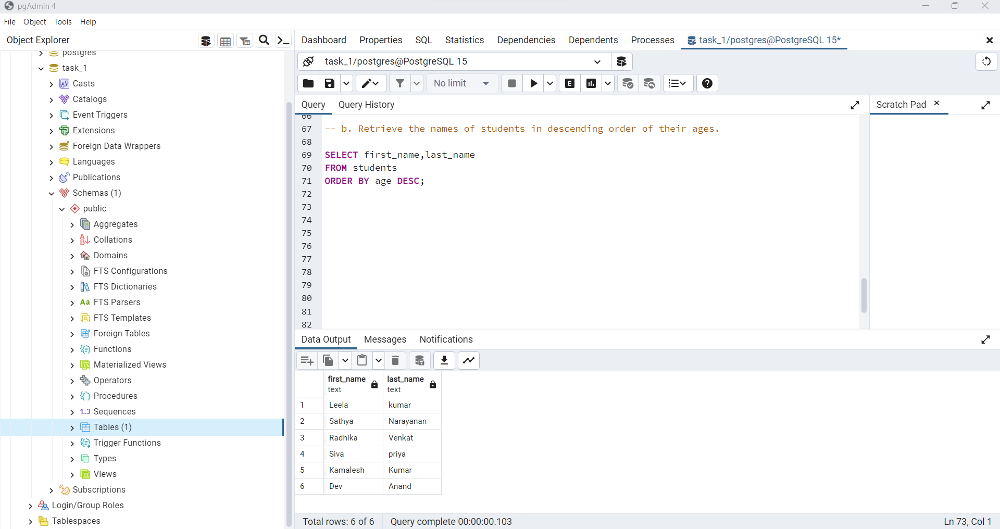 pgAdmin 4
File Object Tools Help
Object Explorer
Dashboard Properties SQL Statistics Dependencies Dependents Processes task_1/postgres@PostgreSQL 15*
postgres
task_1
Casts
Catalogs
Event Triggers
Extensions
Foreign Data Wrappers
Languages
Publications
Schemas (1)
public
Aggregates
Collations
Domains
FTS Configurations
FTS Dictionaries
Aa FTS Parsers
FTS Templates
Foreign Tables
Functions
Materialized Views
Operators
Procedures
1..3 Sequences
Tables (1)
Trigger Functions
Types
Views
Subscriptions
Login/Group Roles
Tablespaces
task_1/postgres@PostgreSQL 15
No limit E
Query Query History
Scratch Pad
66
67 -- b. Retrieve the names of students in descending order of their ages.
68
69 SELECT first_name,last_name
70 FROM students
71 ORDER BY age DESC;
72
73
74
75
76
77
78
79
80
81
82
Data Output Messages Notifications
first_name last_name
text text
1 Leela kumar
2 Sathya Narayanan
3 Radhika Venkat
4 Siva priya
5 Kamalesh Kumar
6 Dev Anand
Total rows: 6 of 6 Query complete 00:00:00.103 Ln 73, Col 1